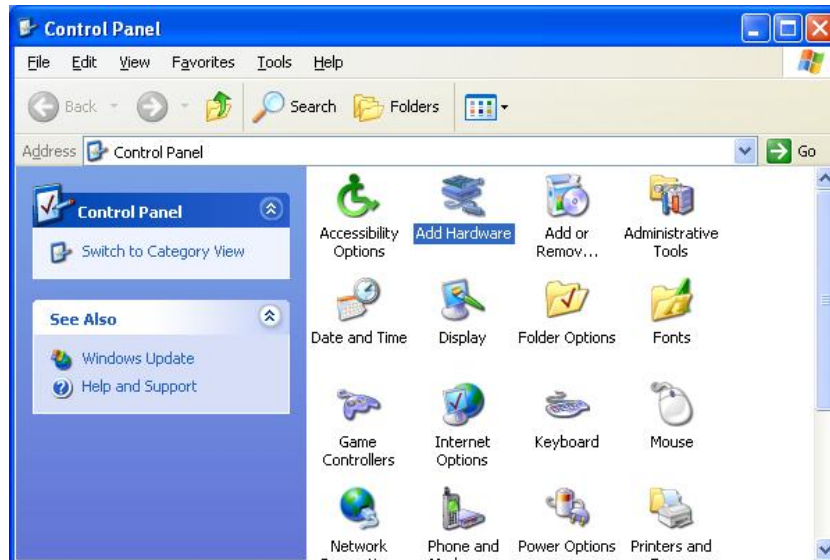 Control Panel
File Edit View Favorites Tools Help
Back Search Folders
Address Control Panel Go
Control Panel
Switch to Category View
See Also
Windows Update
Help and Support
Accessibility Options
Add Hardware
Add or Remov...
Administrative Tools
Date and Time
Display
Folder Options
Fonts
Game Controllers
Internet Options
Keyboard
Mouse
Network
Phone and
Power Options
Printers and